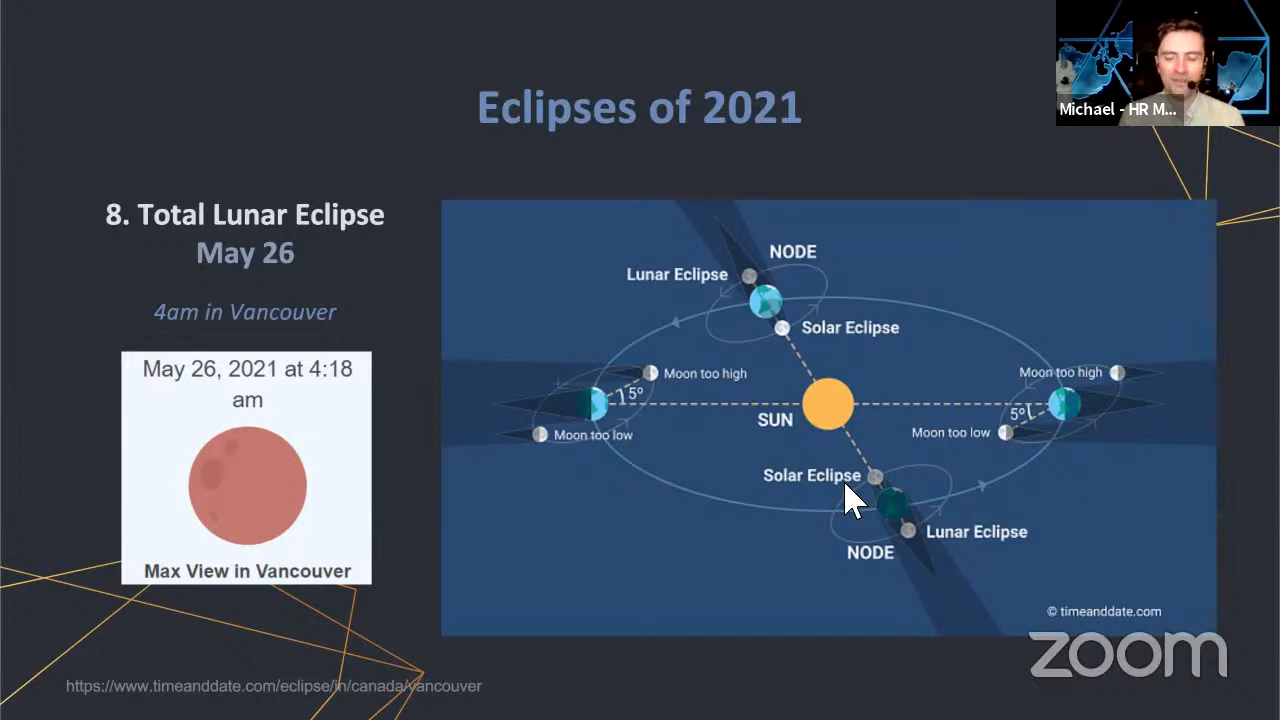 Michael - HR M...
Eclipses of 2021
8. Total Lunar Eclipse
May 26
4am in Vancouver
May 26, 2021 at 4:18
am
Max View in Vancouver
NODE
Lunar Eclipse
Solar Eclipse
Moon too high
5º
Moon too low
SUN
Moon too high
5º
Moon too low
Solar Eclipse
Lunar Eclipse
NODE
© timeanddate.com
zoom
https://www.timeanddate.com/eclipse/in/canada/vancouver